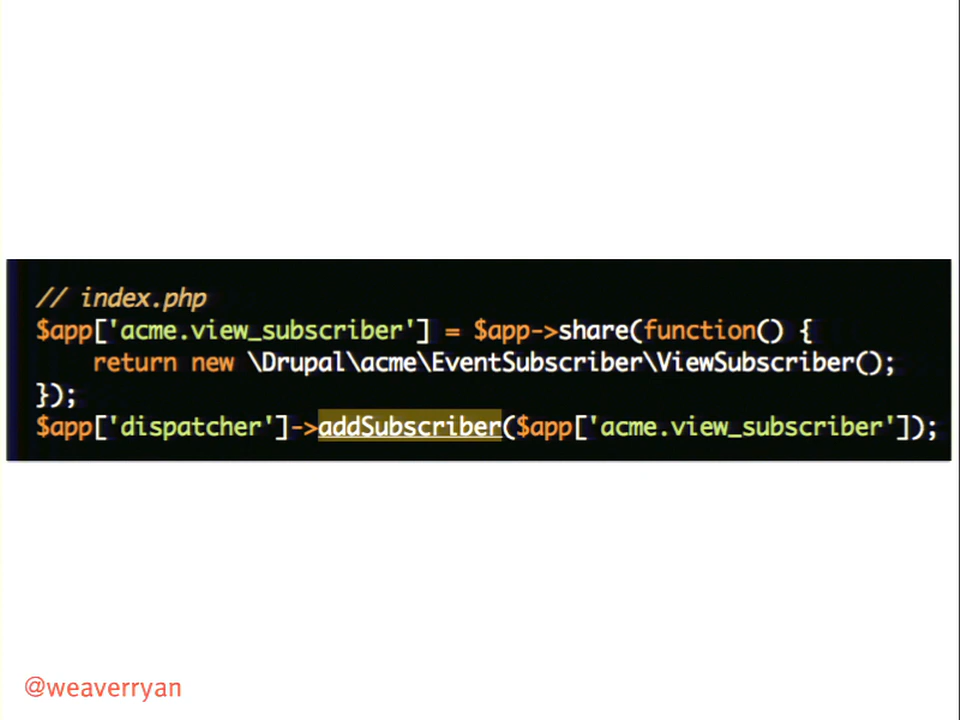 // index.php
$app['acme.view_subscriber'] = $app->share(function() {
    return new \Drupal\acme\EventSubscriber\ViewSubscriber();
});
$app['dispatcher']->addSubscriber($app['acme.view_subscriber']);
@weaverryan